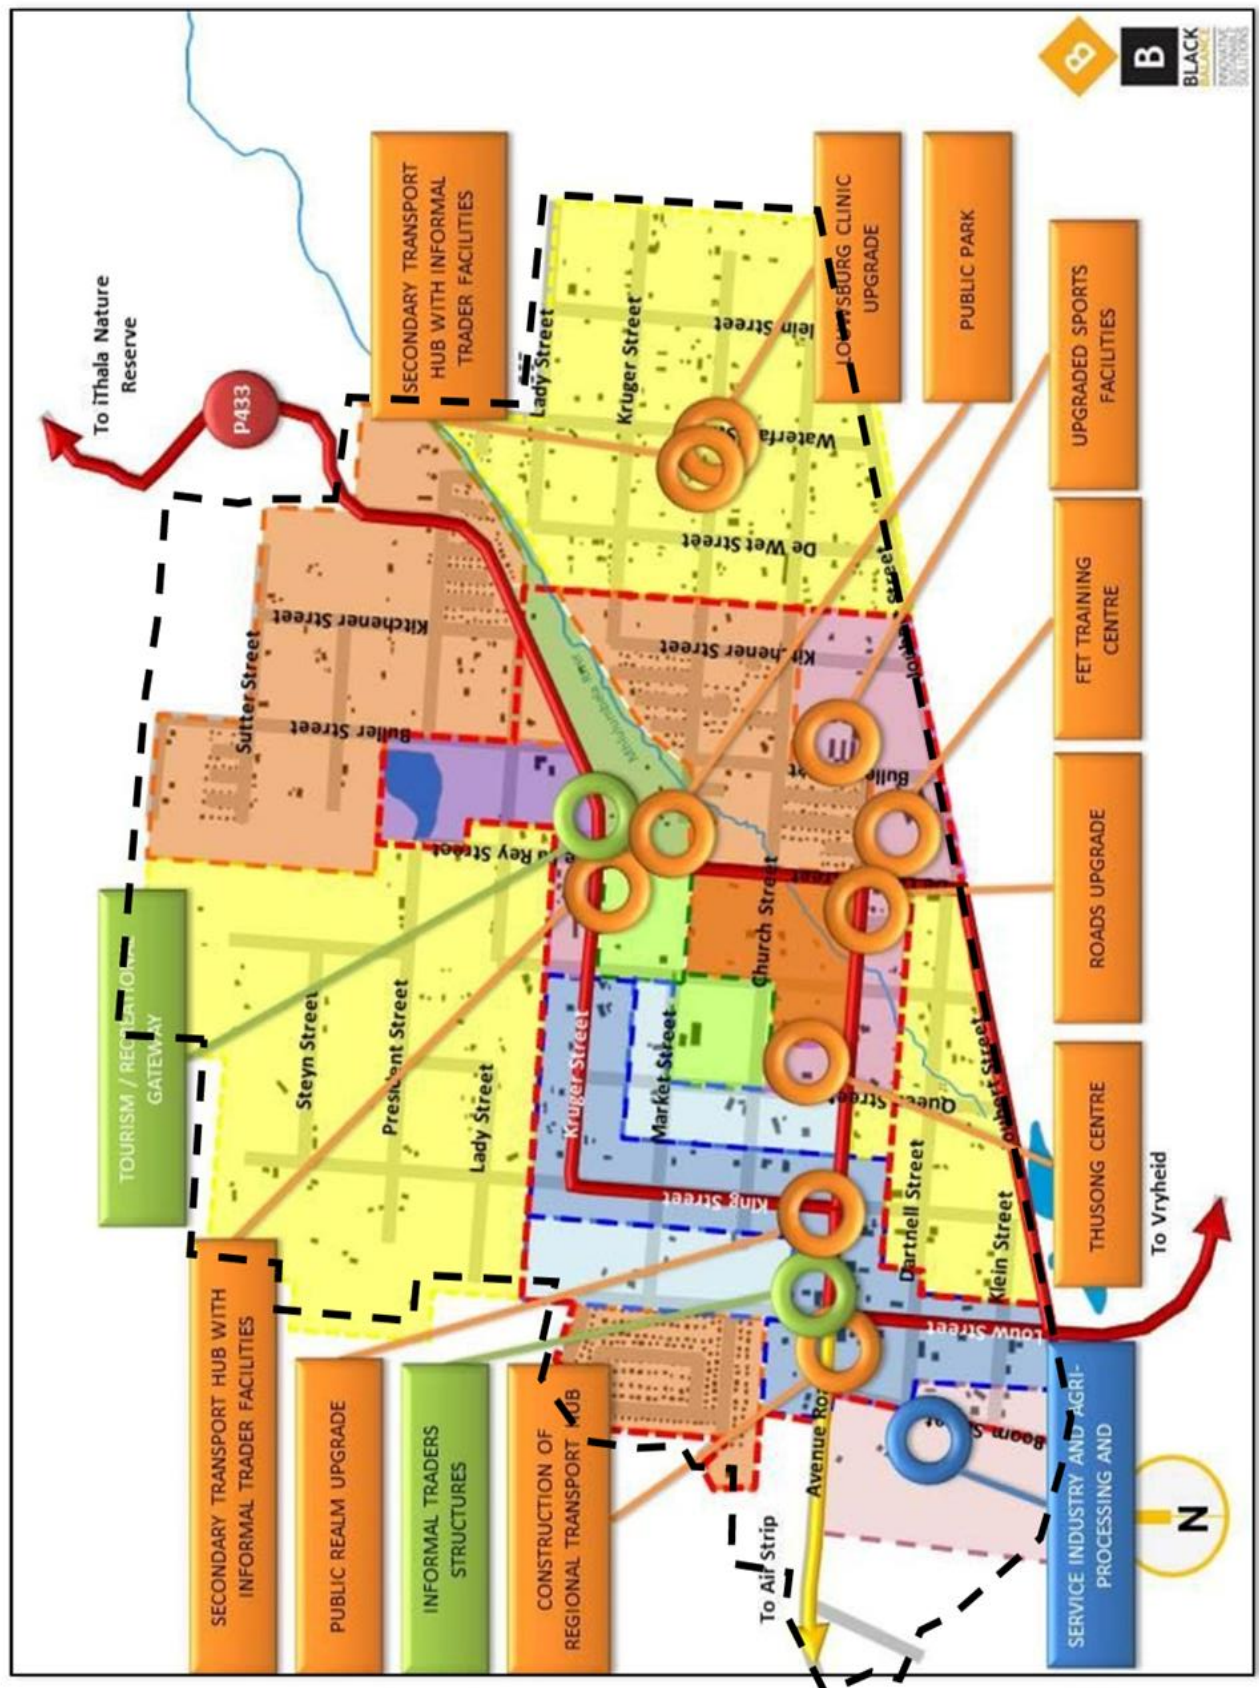 TOURISM / RECREATIONAL
GATEWAY
SECONDARY TRANSPORT
HUB WITH INFORMAL
TRADER FACILITIES
SECONDARY TRANSPORT HUB WITH
INFORMAL TRADER FACILITIES
PUBLIC REALM UPGRADE
INFORMAL TRADERS
STRUCTURES
CONSTRUCTION OF
REGIONAL TRANSPORT HUB
LOUWSBURG CLINIC
UPGRADE
PUBLIC PARK
UPGRADED SPORTS
FACILITIES
FET TRAINING
CENTRE
ROADS UPGRADE
THUSONG CENTRE
SERVICE INDUSTRY AND AGRI-
PROCESSING AND
To iThala Nature
Reserve
P433
To Vryheid
To Air Strip
Sutter Street
Kitchener Street
Buller Street
Steyn Street
President Street
Lady Street
Kruger Street
Market Street
Church Street
King Street
Dartnell Street
Klein Street
Louw Street
Lady Street
Kruger Street
De Wet Street
Kitchener Street
Street
N
B
B
BLACK
BALANCE
INNOVATIVE
SUSTAINABLE
SOLUTIONS